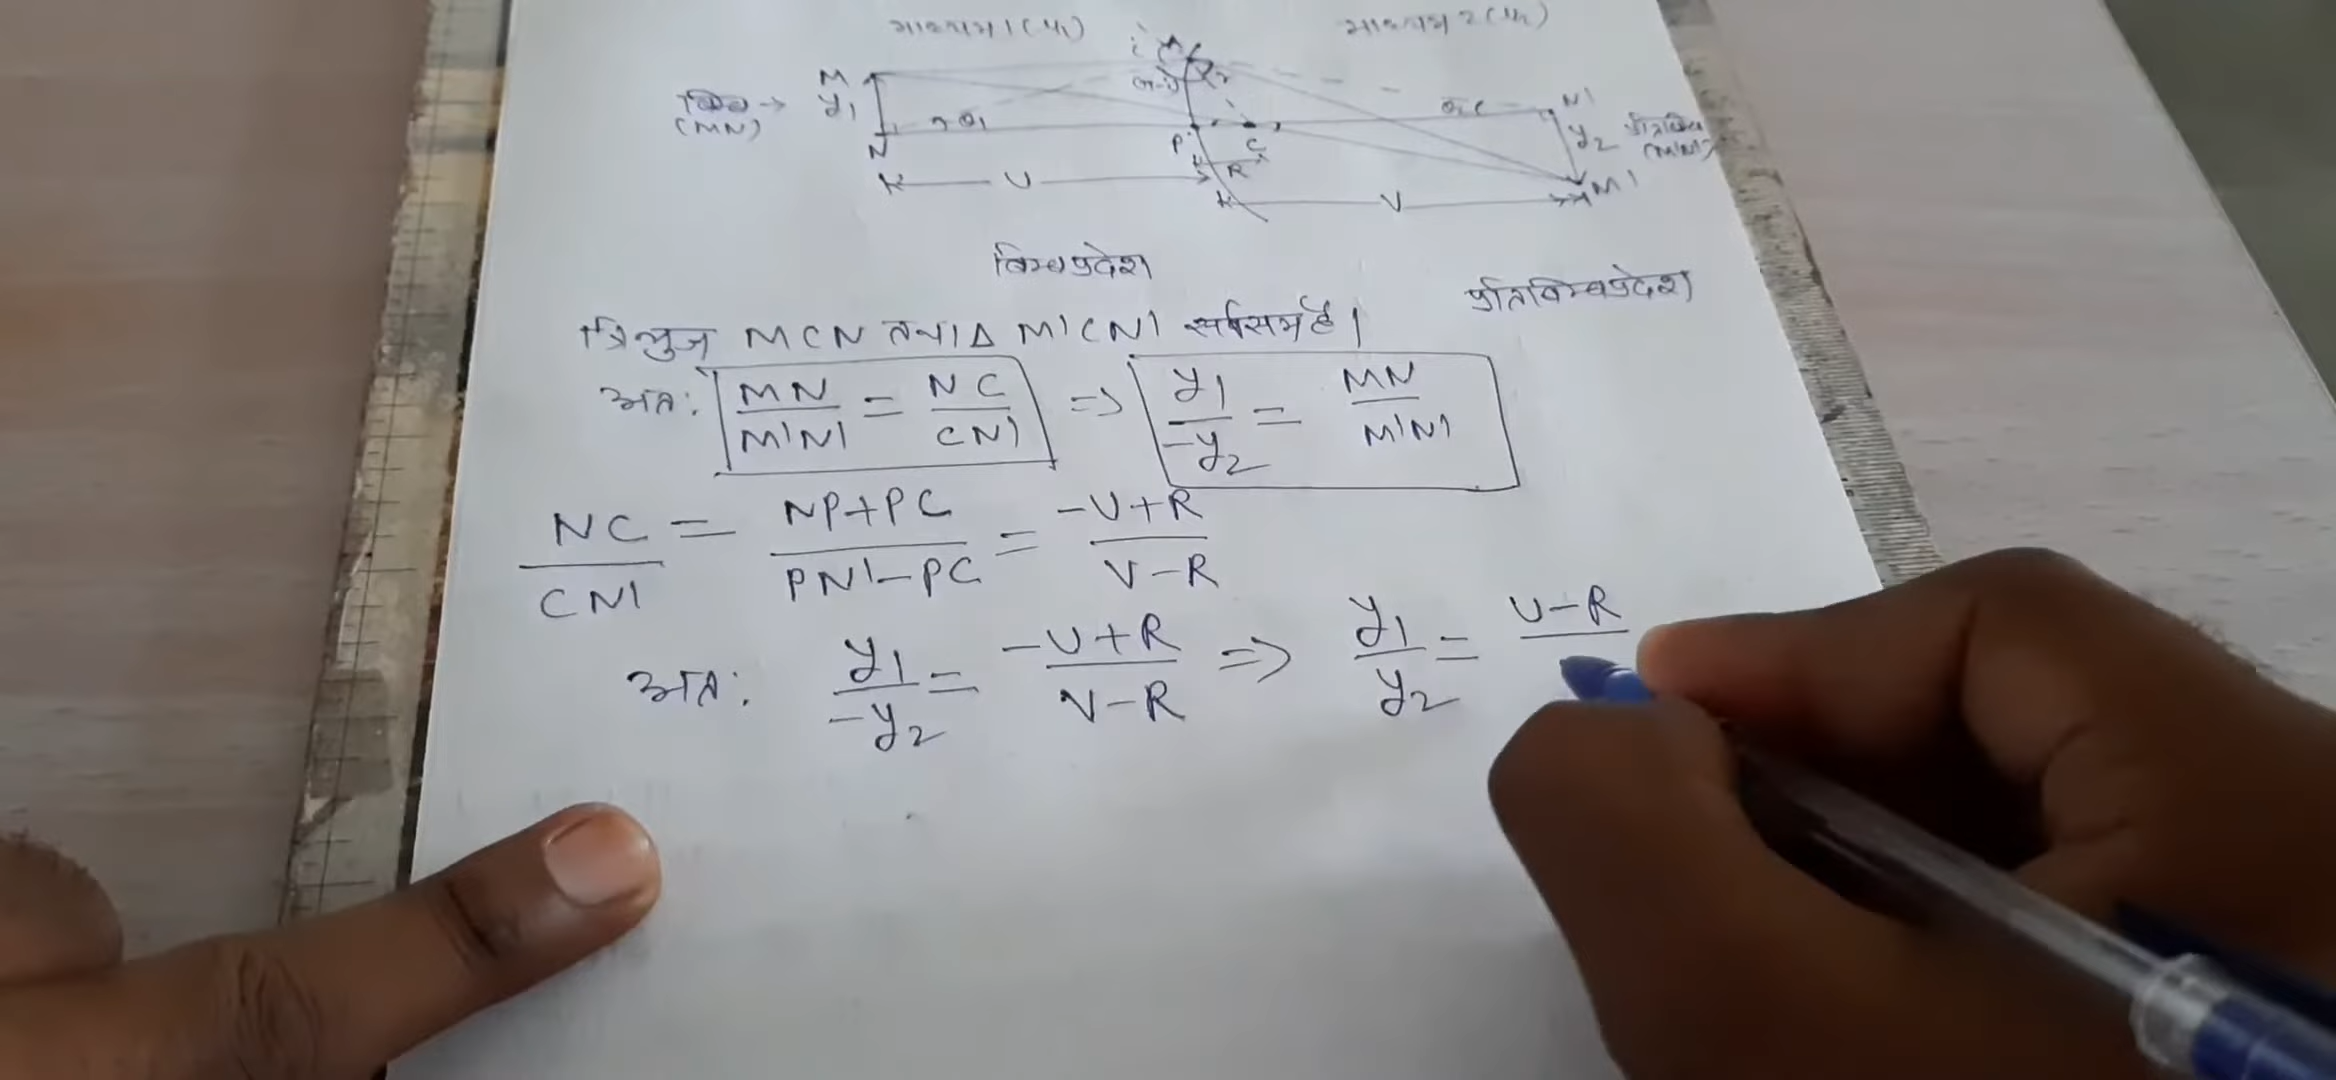 माध्यम 1 (μ1) माध्यम 2 (μ2)
M i N'
बिम्ब → y1 θ1 y2
(MN) N P C (M'N')
U R M'
V
बिम्बप्रदेश
प्रतिबिम्बप्रदेश
त्रिभुज MCN तथा Δ M'CN' सर्वसम है।
अतः MN/M'N' = NC/CN' => y1/-y2 = MN/M'N'
NC/CN' = NP+PC/PN'-PC = -U+R/V-R
अतः y1/-y2 = -U+R/V-R => y1/y2 = U-R